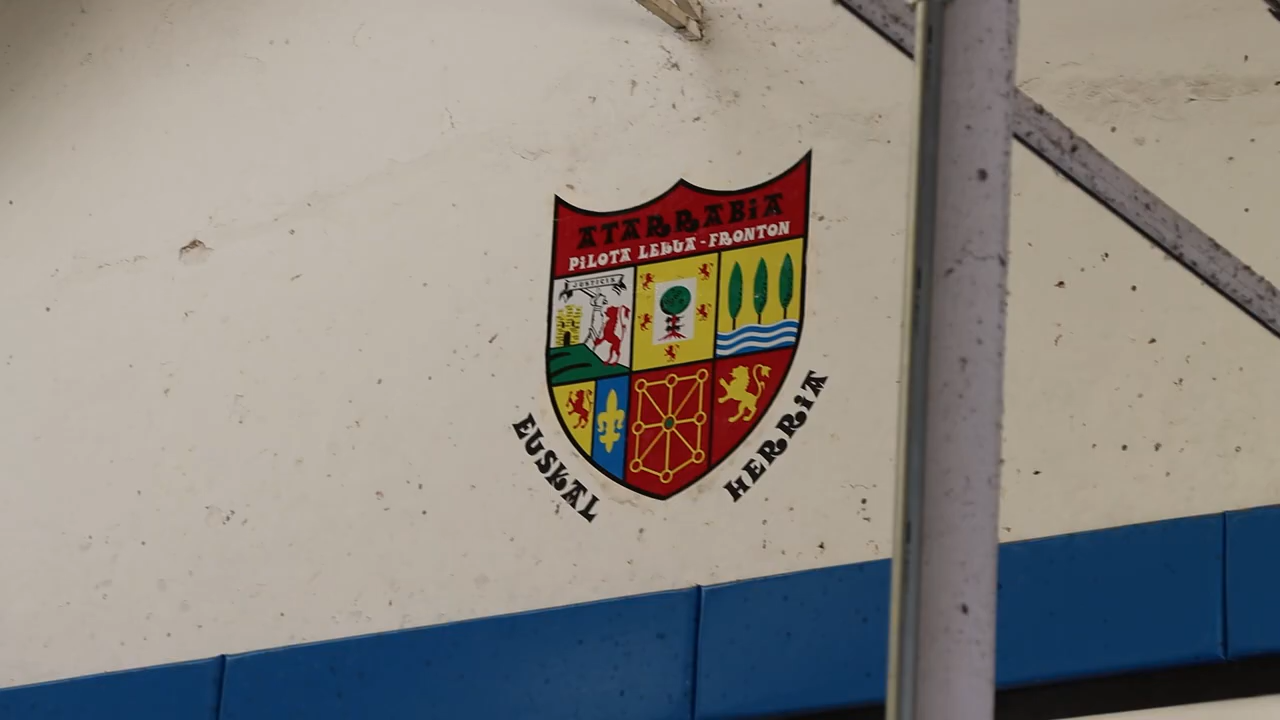 ATARRABiA
PiLOTA LEKUA-FRONTON
JUSTICIA
EUSKAL
HERRiA